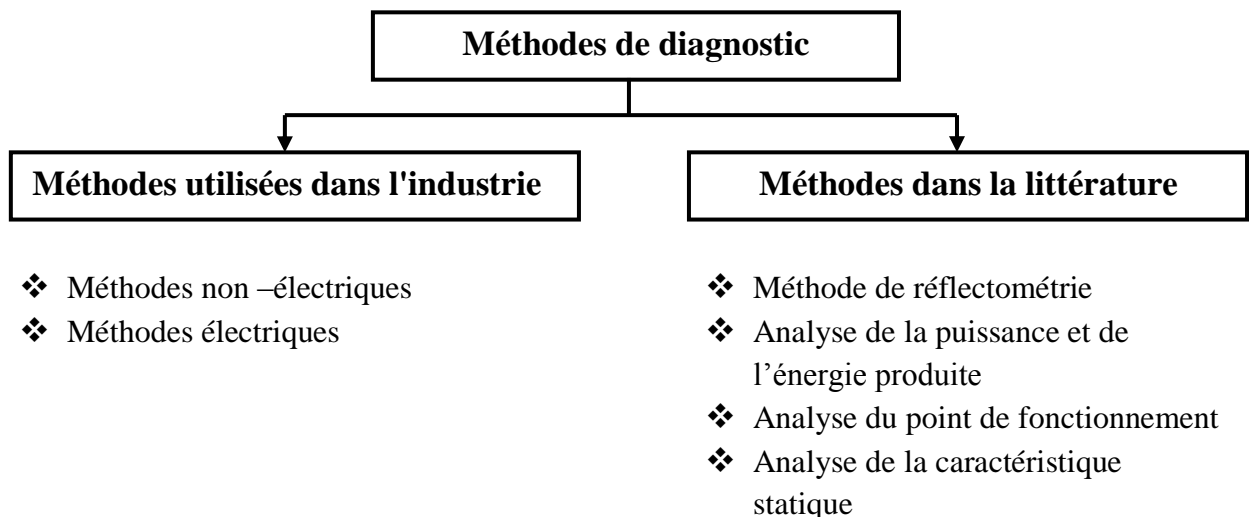 Méthodes de diagnostic
Méthodes utilisées dans l'industrie
Méthodes dans la littérature
❖ Méthodes non –électriques
❖ Méthodes électriques
❖ Méthode de réflectométrie
❖ Analyse de la puissance et de
l’énergie produite
❖ Analyse du point de fonctionnement
❖ Analyse de la caractéristique
statique